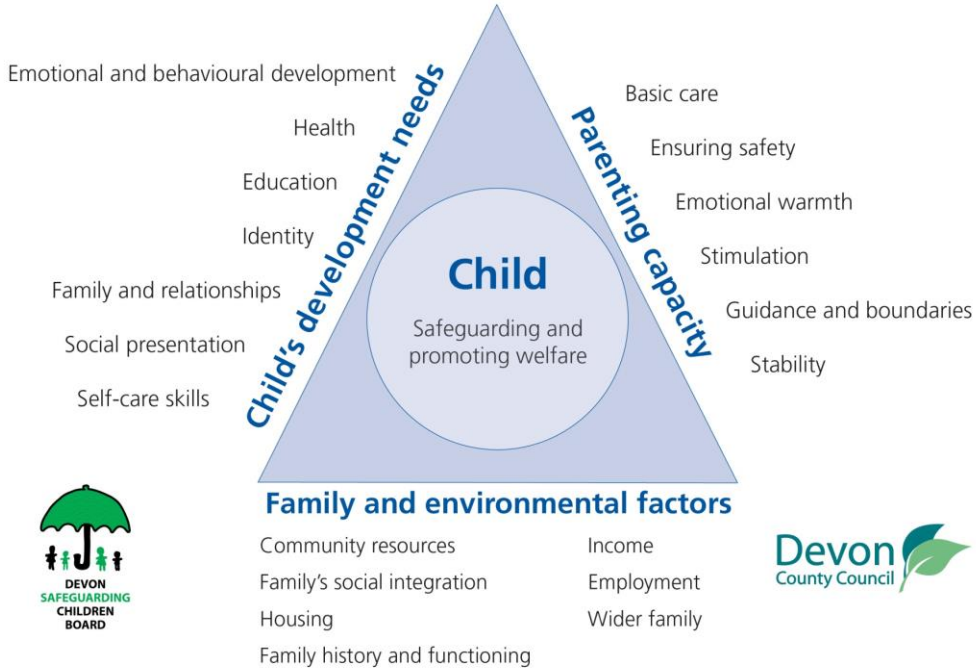 Child's development needs
Emotional and behavioural development
Health
Education
Identity
Family and relationships
Social presentation
Self-care skills
Parenting capacity
Basic care
Ensuring safety
Emotional warmth
Stimulation
Guidance and boundaries
Stability
Child
Safeguarding and
promoting welfare
Family and environmental factors
Community resources
Family's social integration
Housing
Family history and functioning
Income
Employment
Wider family
DEVON
SAFEGUARDING
CHILDREN
BOARD
Devon
County Council